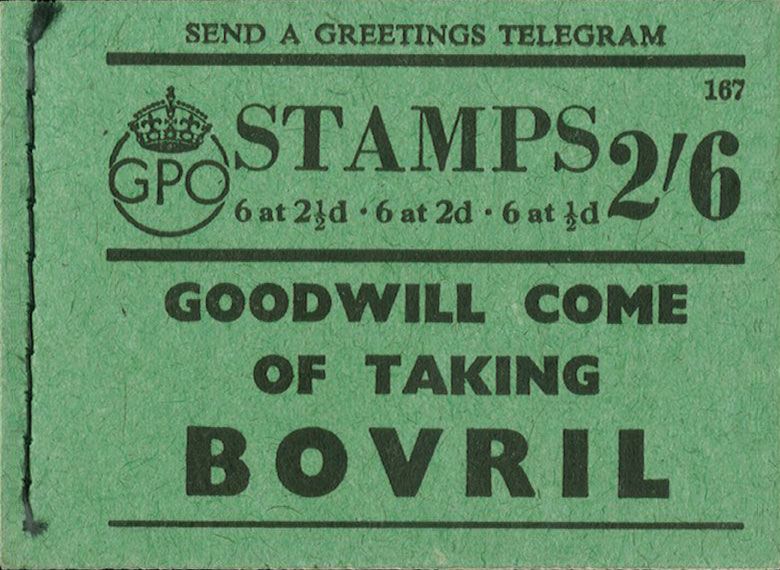 SEND A GREETINGS TELEGRAM
167
GPO
STAMPS 2/6
6 at 2½d · 6 at 2d · 6 at ½d
GOODWILL COME
OF TAKING
BOVRIL